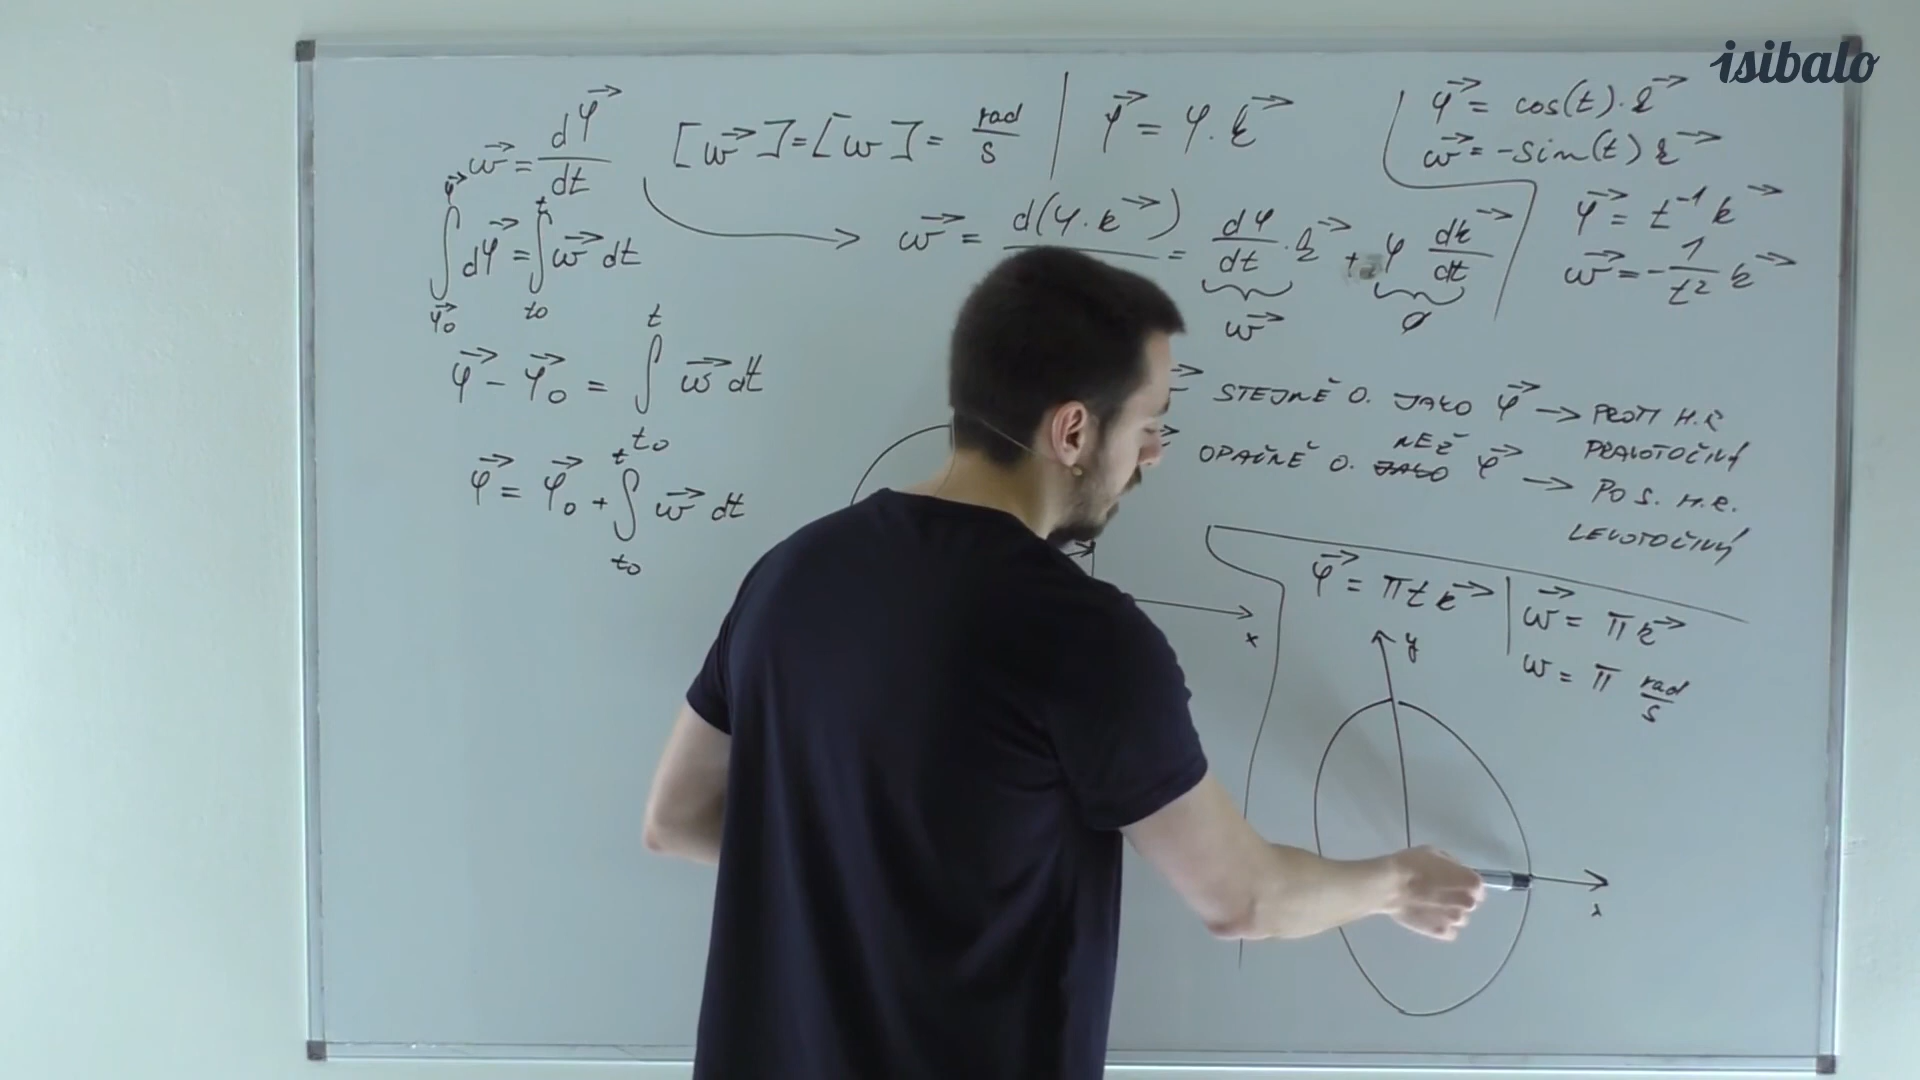 isibalo
ω⃗ = dφ⃗/dt
[ω⃗] = [ω] = rad/s
φ⃗ = φ · k⃗
φ⃗ = cos(t) · k⃗
ω⃗ = -sin(t) k⃗
∫_{φ⃗₀}^{φ⃗} dφ⃗ = ∫_{t₀}^{t} ω⃗ dt
ω⃗ = d(φ·k⃗) = dφ/dt · k⃗ + φ dk⃗/dt
ω⃗ 0
φ⃗ = t⁻¹ k⃗
ω⃗ = -1/t² k⃗
φ⃗ - φ⃗₀ = ∫_{t₀}^{t} ω⃗ dt
φ⃗ = φ⃗₀ + ∫_{t₀}^{t} ω⃗ dt
STEJNĚ O. JAKO φ⃗ → PROTI H.R
PRAVOTOČIVÝ
NEŽ
OPAČNĚ O. JAKO φ⃗ → PO S. H.R.
LEVOTOČIVÝ
φ⃗ = πt k⃗ | ω⃗ = π k⃗
ω = π rad/s
x
y
x